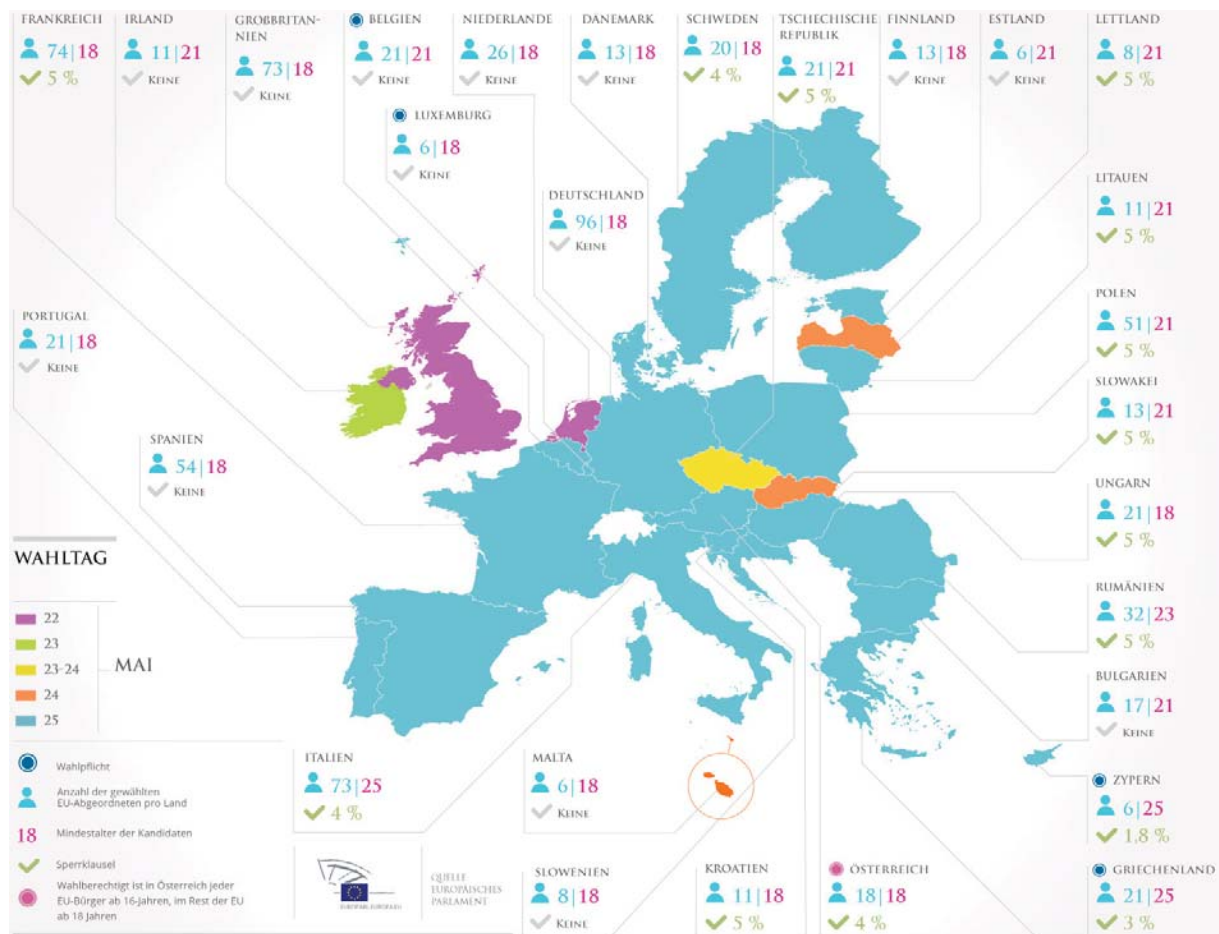 FRANKREICH
74|18
5 %
IRLAND
11|21
KEINE
GROßBRITAN-
NIEN
73|18
KEINE
BELGIEN
21|21
KEINE
NIEDERLANDE
26|18
KEINE
DÄNEMARK
13|18
KEINE
SCHWEDEN
20|18
4 %
TSCHECHISCHE
REPUBLIK
21|21
5 %
FINNLAND
13|18
KEINE
ESTLAND
6|21
KEINE
LETTLAND
8|21
5 %
LUXEMBURG
6|18
KEINE
DEUTSCHLAND
96|18
KEINE
LITAUEN
11|21
5 %
POLEN
51|21
5 %
PORTUGAL
21|18
KEINE
SLOWAKEI
13|21
5 %
SPANIEN
54|18
KEINE
UNGARN
21|18
5 %
RUMÄNIEN
32|23
5 %
BULGARIEN
17|21
KEINE
WAHLTAG
22
23
23-24
24
25
MAI
Wahlpflicht
Anzahl der gewählten
EU-Abgeordneten pro Land
18 Mindestalter der Kandidaten
Sperrklausel
Wahlberechtigt ist in Österreich jeder
EU-Bürger ab 16-Jahren, im Rest der EU
ab 18 Jahren
ITALIEN
73|25
4 %
MALTA
6|18
KEINE
ZYPERN
6|25
1,8 %
QUELLE
EUROPÄISCHES
PARLAMENT
SLOWENIEN
8|18
KEINE
KROATIEN
11|18
5 %
ÖSTERREICH
18|18
4 %
GRIECHENLAND
21|25
3 %